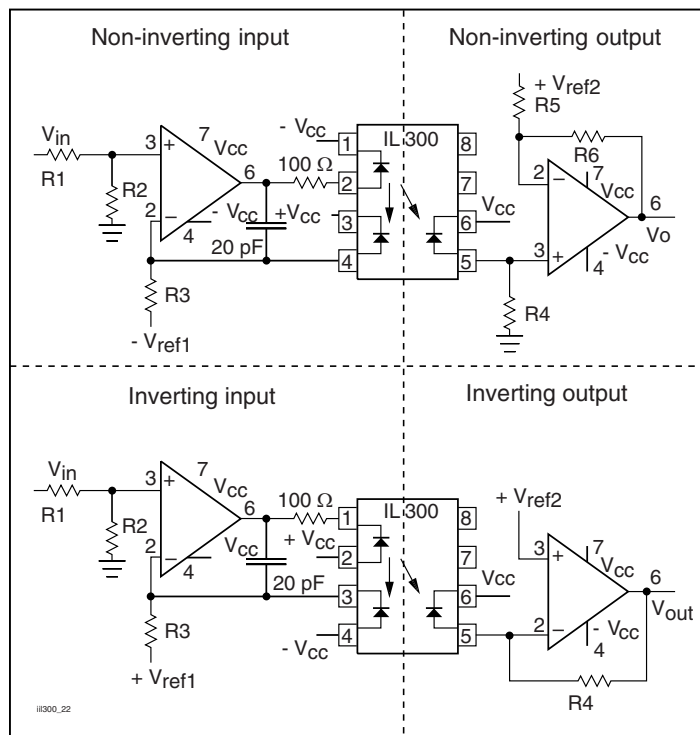 Non-inverting input
Non-inverting output
Vin
R1
R2
3
+
2
−
7
Vcc
6
4
- Vcc
20 pF
R3
- Vref1
100 Ω
- Vcc
+Vcc
1
2
3
4
IL300
8
7
6
5
Vcc
+ Vref2
R5
R6
2
−
3
+
7
Vcc
6
Vo
4
- Vcc
R4
Inverting input
Inverting output
Vin
R1
R2
3
+
2
−
7
Vcc
6
4
Vcc
20 pF
R3
+ Vref1
100 Ω
+ Vcc
- Vcc
1
2
3
4
IL300
8
7
6
5
Vcc
+ Vref2
3
+
2
−
7
Vcc
6
Vout
- Vcc
4
R4
iil300_22